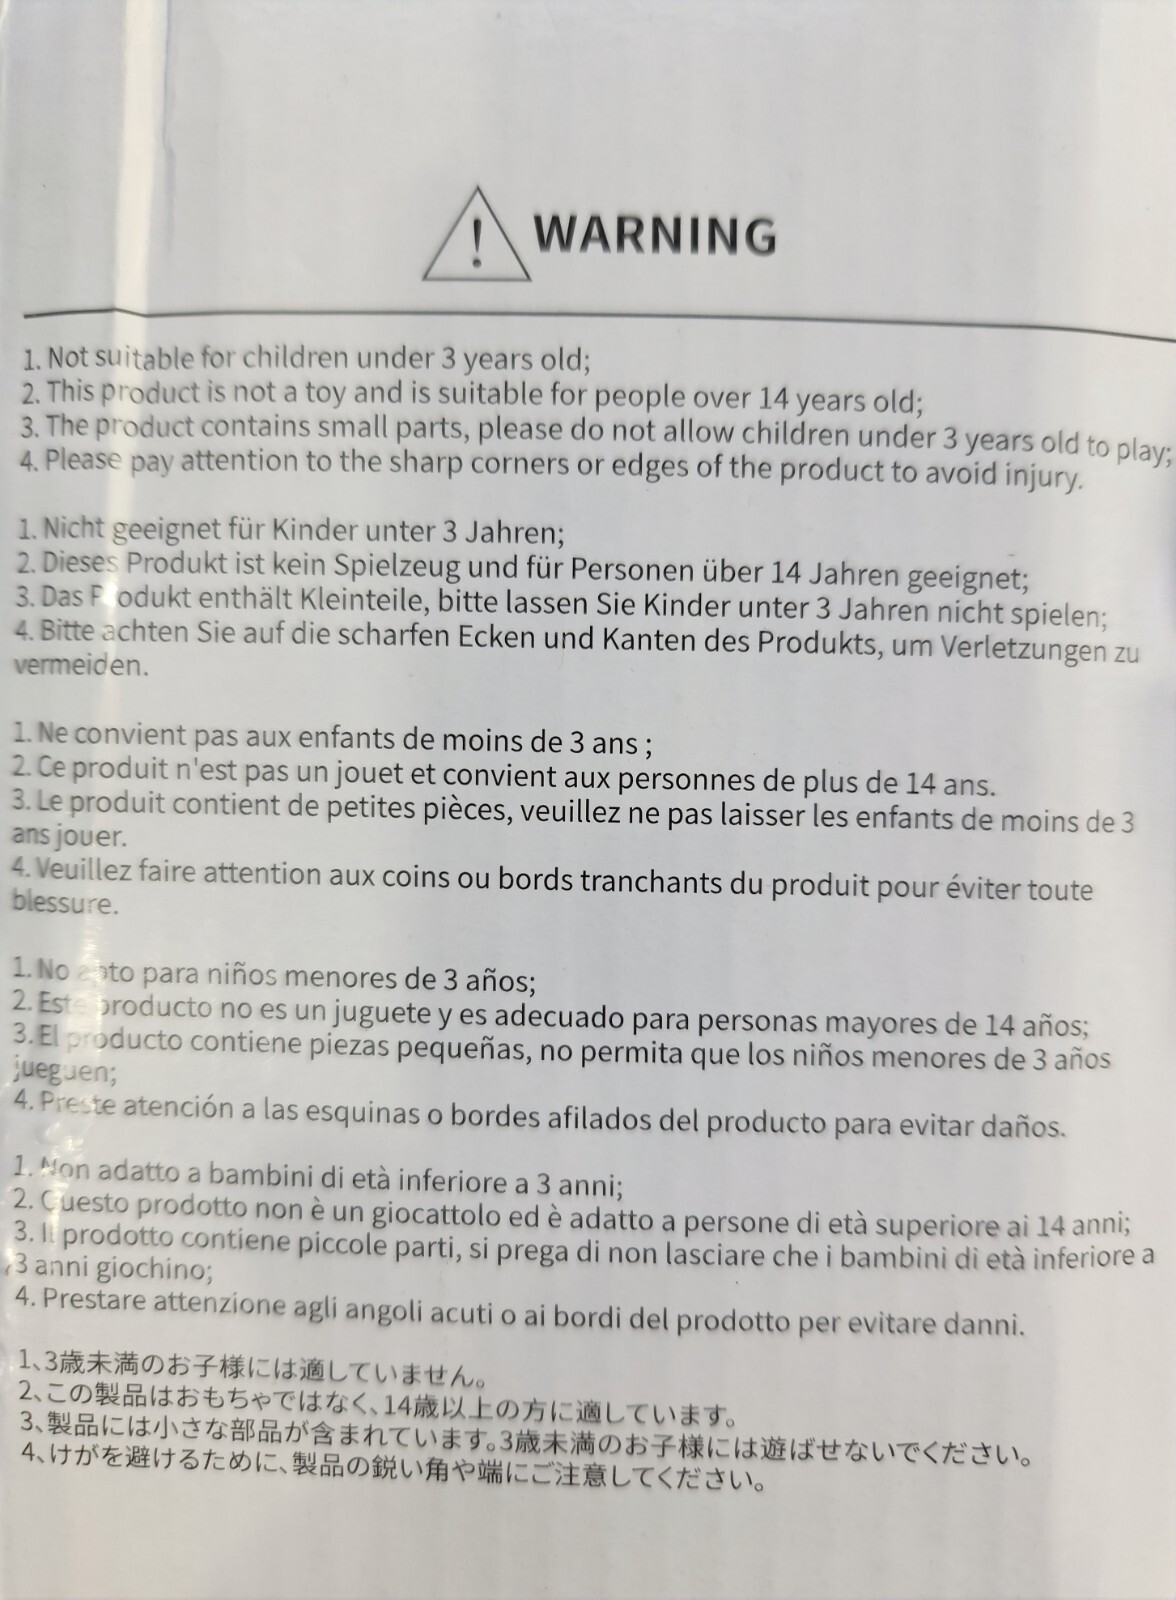 ! WARNING
1. Not suitable for children under 3 years old;
2. This product is not a toy and is suitable for people over 14 years old;
3. The product contains small parts, please do not allow children under 3 years old to play;
4. Please pay attention to the sharp corners or edges of the product to avoid injury.
1. Nicht geeignet für Kinder unter 3 Jahren;
2. Dieses Produkt ist kein Spielzeug und für Personen über 14 Jahren geeignet;
3. Das Produkt enthält Kleinteile, bitte lassen Sie Kinder unter 3 Jahren nicht spielen;
4. Bitte achten Sie auf die scharfen Ecken und Kanten des Produkts, um Verletzungen zu
vermeiden.
1. Ne convient pas aux enfants de moins de 3 ans ;
2. Ce produit n'est pas un jouet et convient aux personnes de plus de 14 ans.
3. Le produit contient de petites pièces, veuillez ne pas laisser les enfants de moins de 3
ans jouer.
4. Veuillez faire attention aux coins ou bords tranchants du produit pour éviter toute
blessure.
1. No apto para niños menores de 3 años;
2. Este producto no es un juguete y es adecuado para personas mayores de 14 años;
3. El producto contiene piezas pequeñas, no permita que los niños menores de 3 años
jueguen;
4. Preste atención a las esquinas o bordes afilados del producto para evitar daños.
1. Non adatto a bambini di età inferiore a 3 anni;
2. Questo prodotto non è un giocattolo ed è adatto a persone di età superiore ai 14 anni;
3. Il prodotto contiene piccole parti, si prega di non lasciare che i bambini di età inferiore a
3 anni giochino;
4. Prestare attenzione agli angoli acuti o ai bordi del prodotto per evitare danni.
1、3歳未満のお子様には適していません。
2、この製品はおもちゃではなく、14歳以上の方に適しています。
3、製品には小さな部品が含まれています。3歳未満のお子様には遊ばせないでください。
4、けがを避けるために、製品の鋭い角や端にご注意してください。